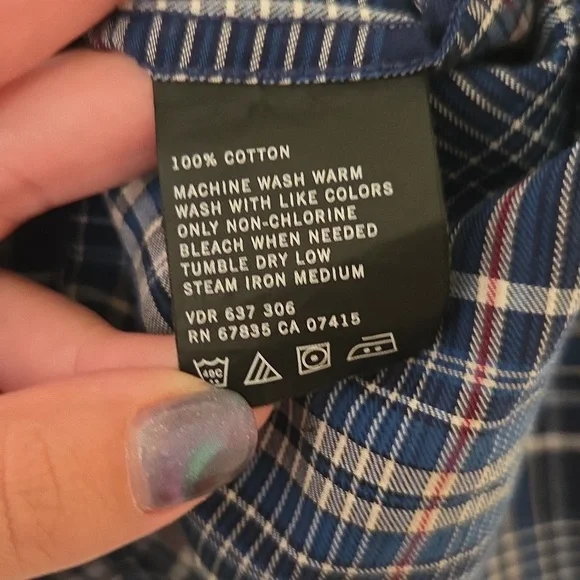 100% COTTON
MACHINE WASH WARM
WASH WITH LIKE COLORS
ONLY NON-CHLORINE
BLEACH WHEN NEEDED
TUMBLE DRY LOW
STEAM IRON MEDIUM
VDR 637 306
RN 67835 CA 07415
40C